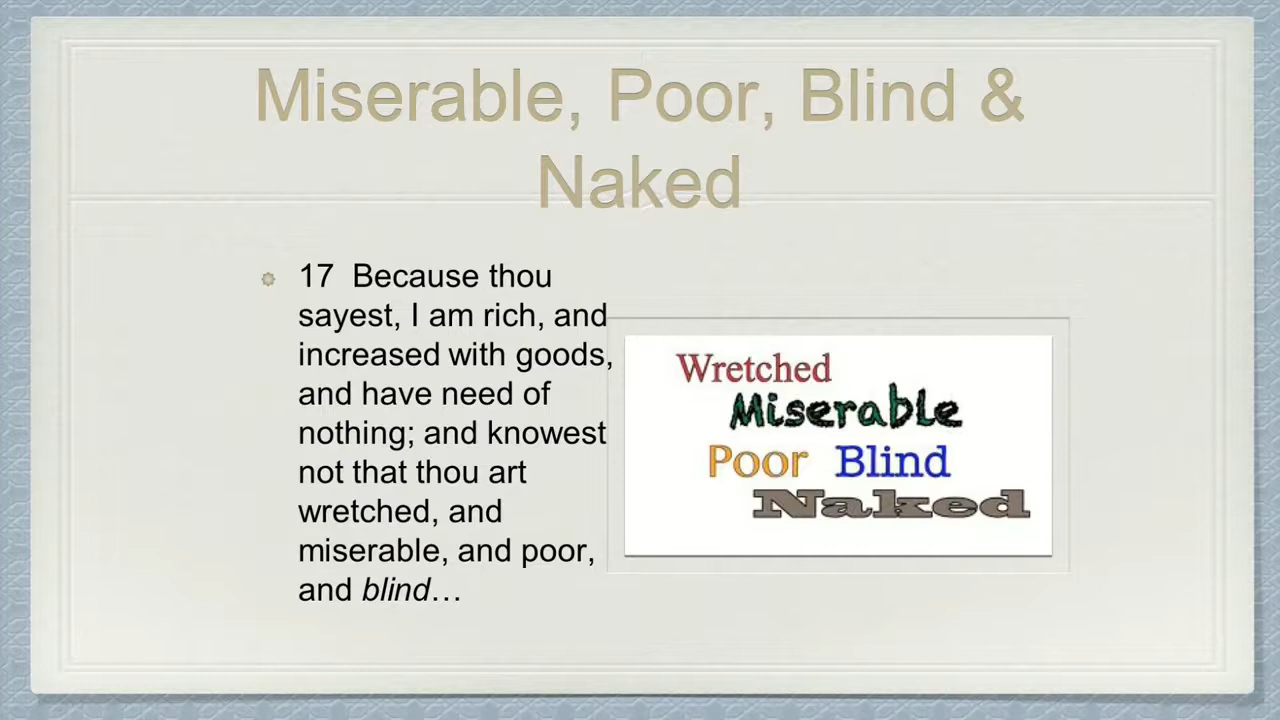 Miserable, Poor, Blind &
Naked
17  Because thou
sayest, I am rich, and
increased with goods,
and have need of
nothing; and knowest
not that thou art
wretched, and
miserable, and poor,
and blind…
Wretched
Miserable
Poor Blind
Naked